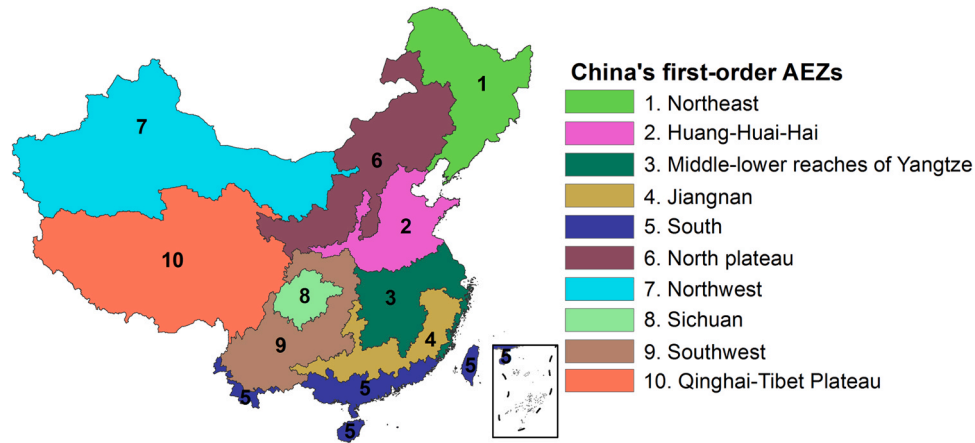 China's first-order AEZs
1. Northeast
2. Huang-Huai-Hai
3. Middle-lower reaches of Yangtze
4. Jiangnan
5. South
6. North plateau
7. Northwest
8. Sichuan
9. Southwest
10. Qinghai-Tibet Plateau
1
7
6
2
10
8
3
9
4
5
5
5
5
5